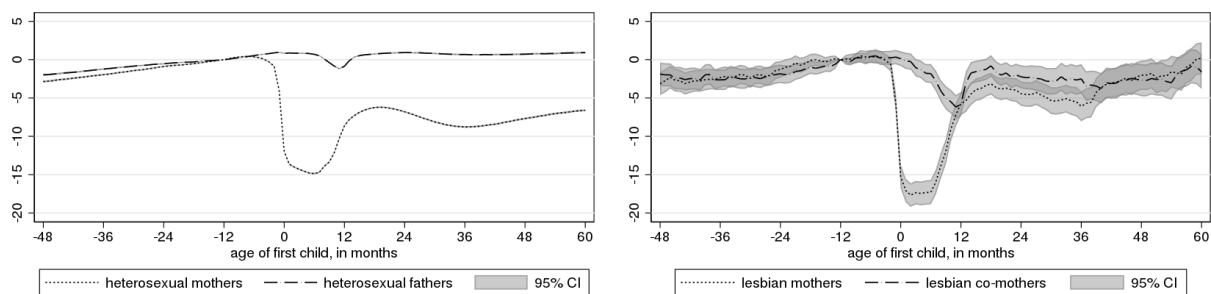 5
0
-5
-10
-15
-20
-48 -36 -24 -12 0 12 24 36 48 60
age of first child, in months
heterosexual mothers heterosexual fathers 95% CI
5
0
-5
-10
-15
-20
-48 -36 -24 -12 0 12 24 36 48 60
age of first child, in months
lesbian mothers lesbian co-mothers 95% CI